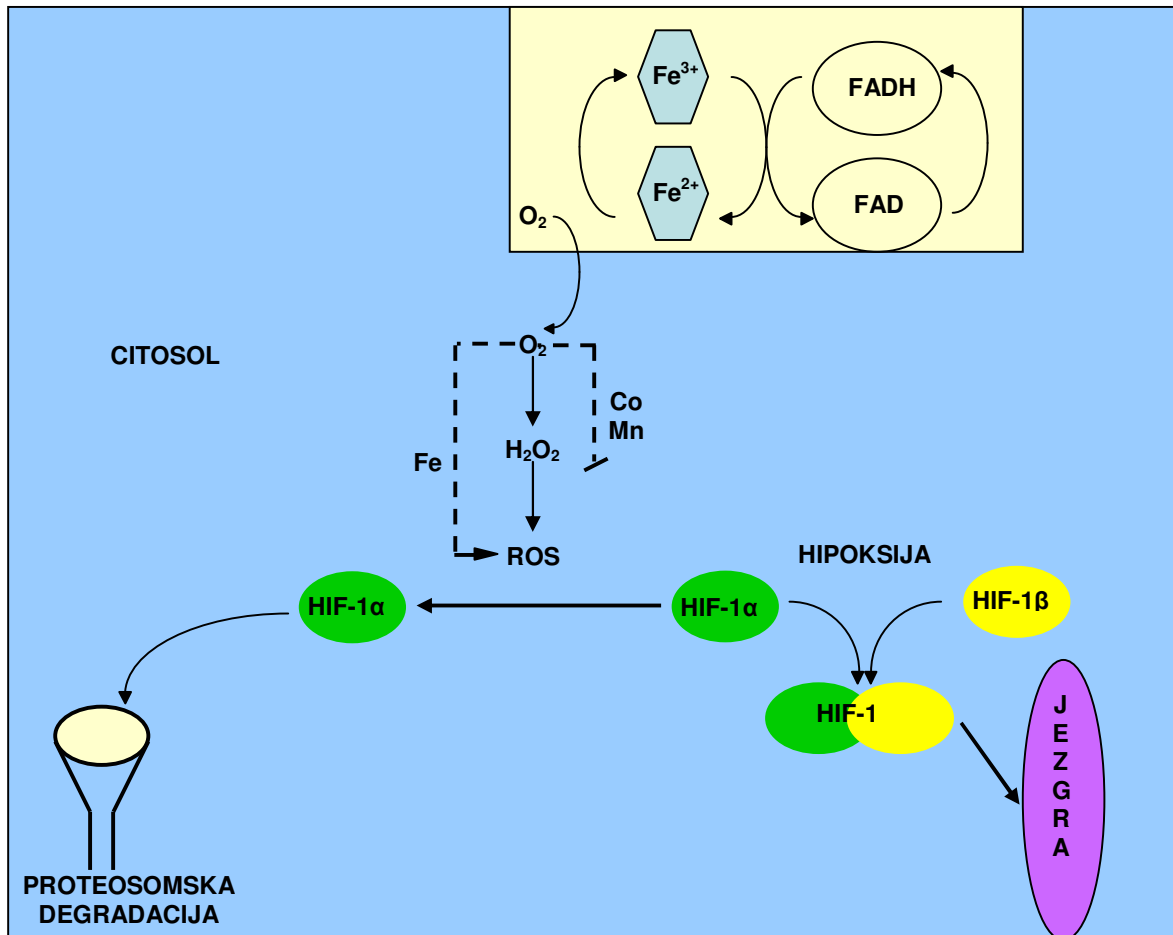 Fe³⁺
FADH
Fe²⁺
FAD
O₂
O₂
CITOSOL
Co
Mn
H₂O₂
Fe
ROS
HIPOKSIJA
HIF-1α
HIF-1α
HIF-1β
HIF-1
J
E
Z
G
R
A
PROTEOSOMSKA
DEGRADACIJA